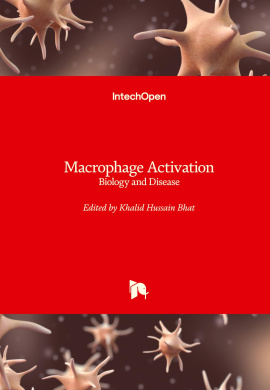 IntechOpen
Macrophage Activation
Biology and Disease
Edited by Khalid Hussain Bhat